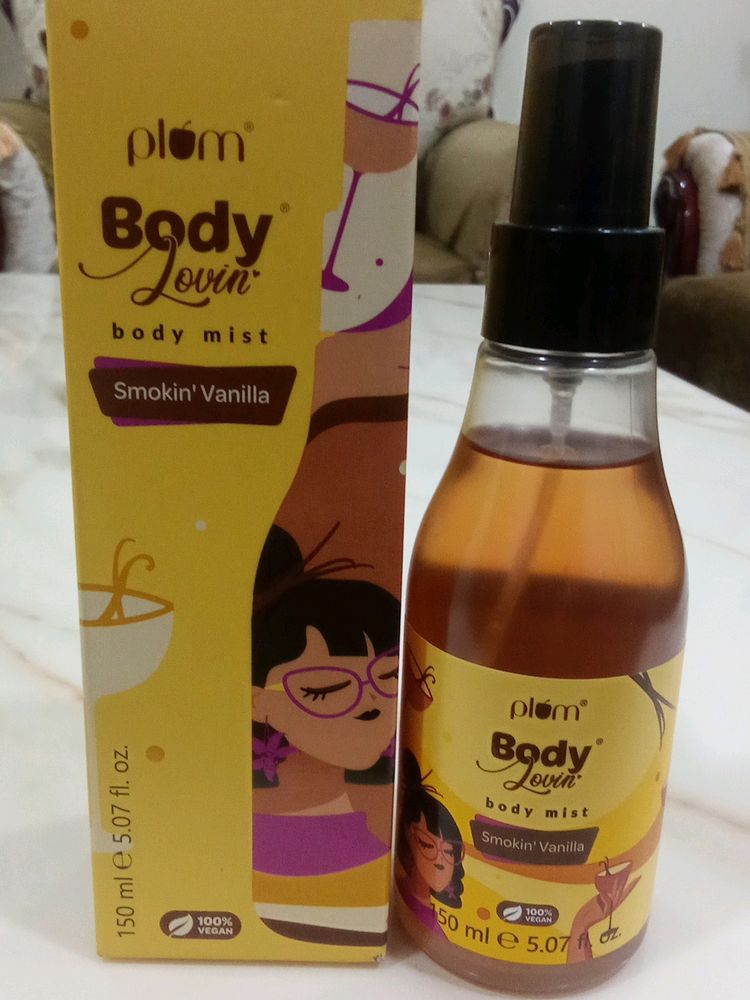 plum®
Body®
Lovin'
body mist
Smokin' Vanilla
150 ml e 5.07 fl. oz.
100%
VEGAN
plum®
Body®
Lovin'
body mist
Smokin' Vanilla
100%
VEGAN
150 ml e 5.07 fl. oz.